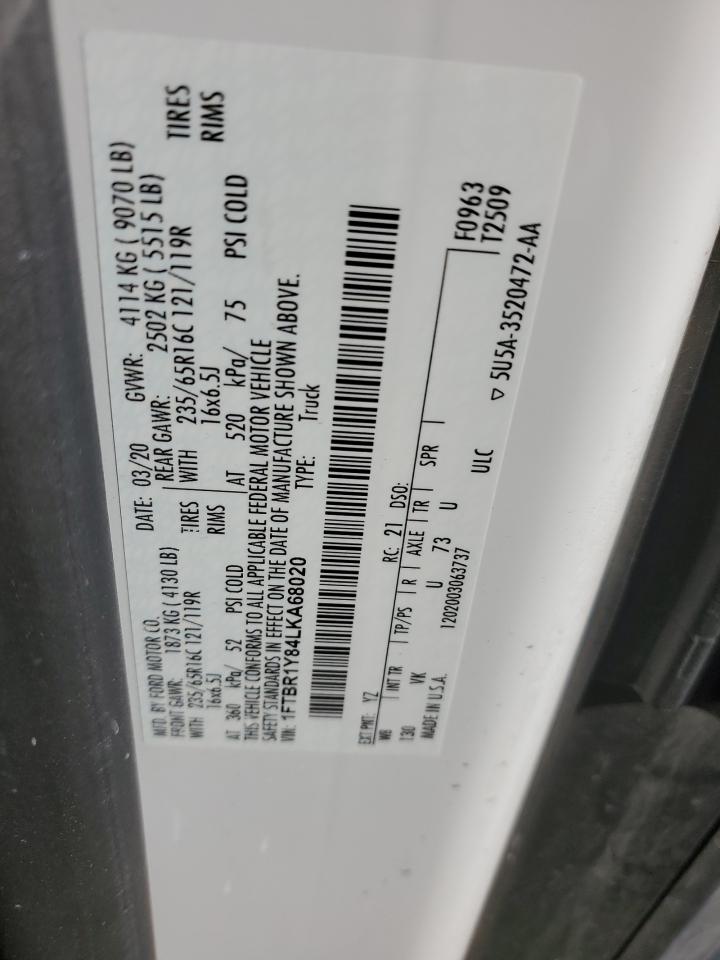 MFD. BY FORD MOTOR CO. DATE: 03/20 GVWR: 4114 KG ( 9070 LB)
FRONT GAWR: 1873 KG ( 4130 LB) REAR GAWR: 2502 KG ( 5515 LB)
WITH 235/65R16C 121/119R TIRES WITH 235/65R16C 121/119R TIRES
16x6.5J RIMS 16x6.5J RIMS
AT 360 kPa/ 52 PSI COLD AT 520 kPa/ 75 PSI COLD
THIS VEHICLE CONFORMS TO ALL APPLICABLE FEDERAL MOTOR VEHICLE
SAFETY STANDARDS IN EFFECT ON THE DATE OF MANUFACTURE SHOWN ABOVE.
VIN: 1FTBR1Y84LKA68020 TYPE: Truck
EXT PNT: YZ RC: 21 DSO: F0963
WB INT TR TP/PS R AXLE TR SPR T2509
130 VK U 73 U
MADE IN U.S.A. 1202003063737 ULC ▽ 5U5A-3520472-AA